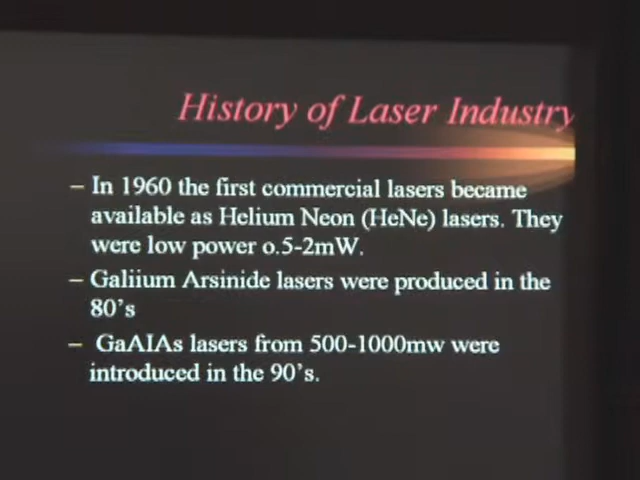 History of Laser Industry
– In 1960 the first commercial lasers became
available as Helium Neon (HeNe) lasers. They
were low power o.5-2mW.
– Galiium Arsinide lasers were produced in the
80's
– GaAIAs lasers from 500-1000mw were
introduced in the 90's.